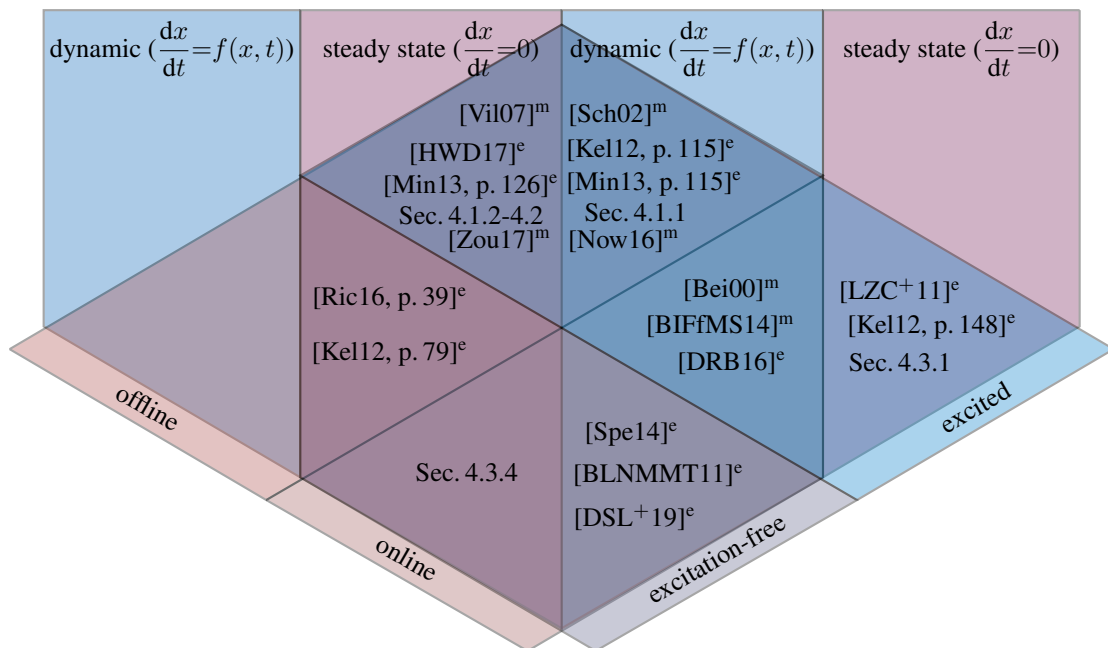 dynamic (dx/dt=f(x, t)) steady state (dx/dt=0) dynamic (dx/dt=f(x, t)) steady state (dx/dt=0)
[Vil07]ᵐ [Sch02]ᵐ
[HWD17]ᵉ [Kel12, p. 115]ᵉ
[Min13, p. 126]ᵉ [Min13, p. 115]ᵉ
Sec. 4.1.2-4.2 Sec. 4.1.1
[Zou17]ᵐ [Now16]ᵐ
[Ric16, p. 39]ᵉ [Bei00]ᵐ [LZC⁺11]ᵉ
[BIFfMS14]ᵐ [Kel12, p. 148]ᵉ
[Kel12, p. 79]ᵉ [DRB16]ᵉ Sec. 4.3.1
offline excited
[Spe14]ᵉ
Sec. 4.3.4 [BLNMMT11]ᵉ
[DSL⁺19]ᵉ
online excitation-free